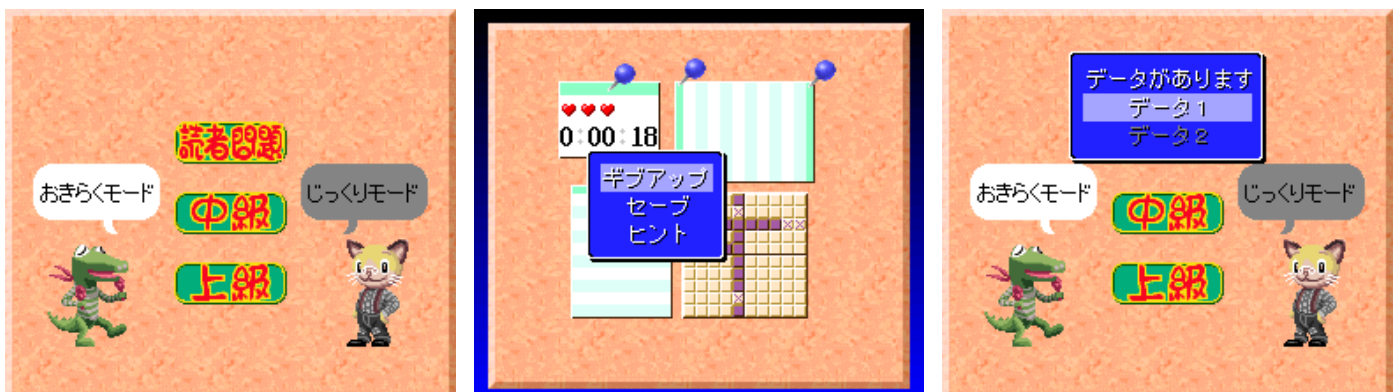 読者問題
おきらくモード
じっくりモード
中級
上級
0:00:18
ギブアップ
セーブ
ヒント
データがあります
データ1
データ2
おきらくモード
じっくりモード
中級
上級